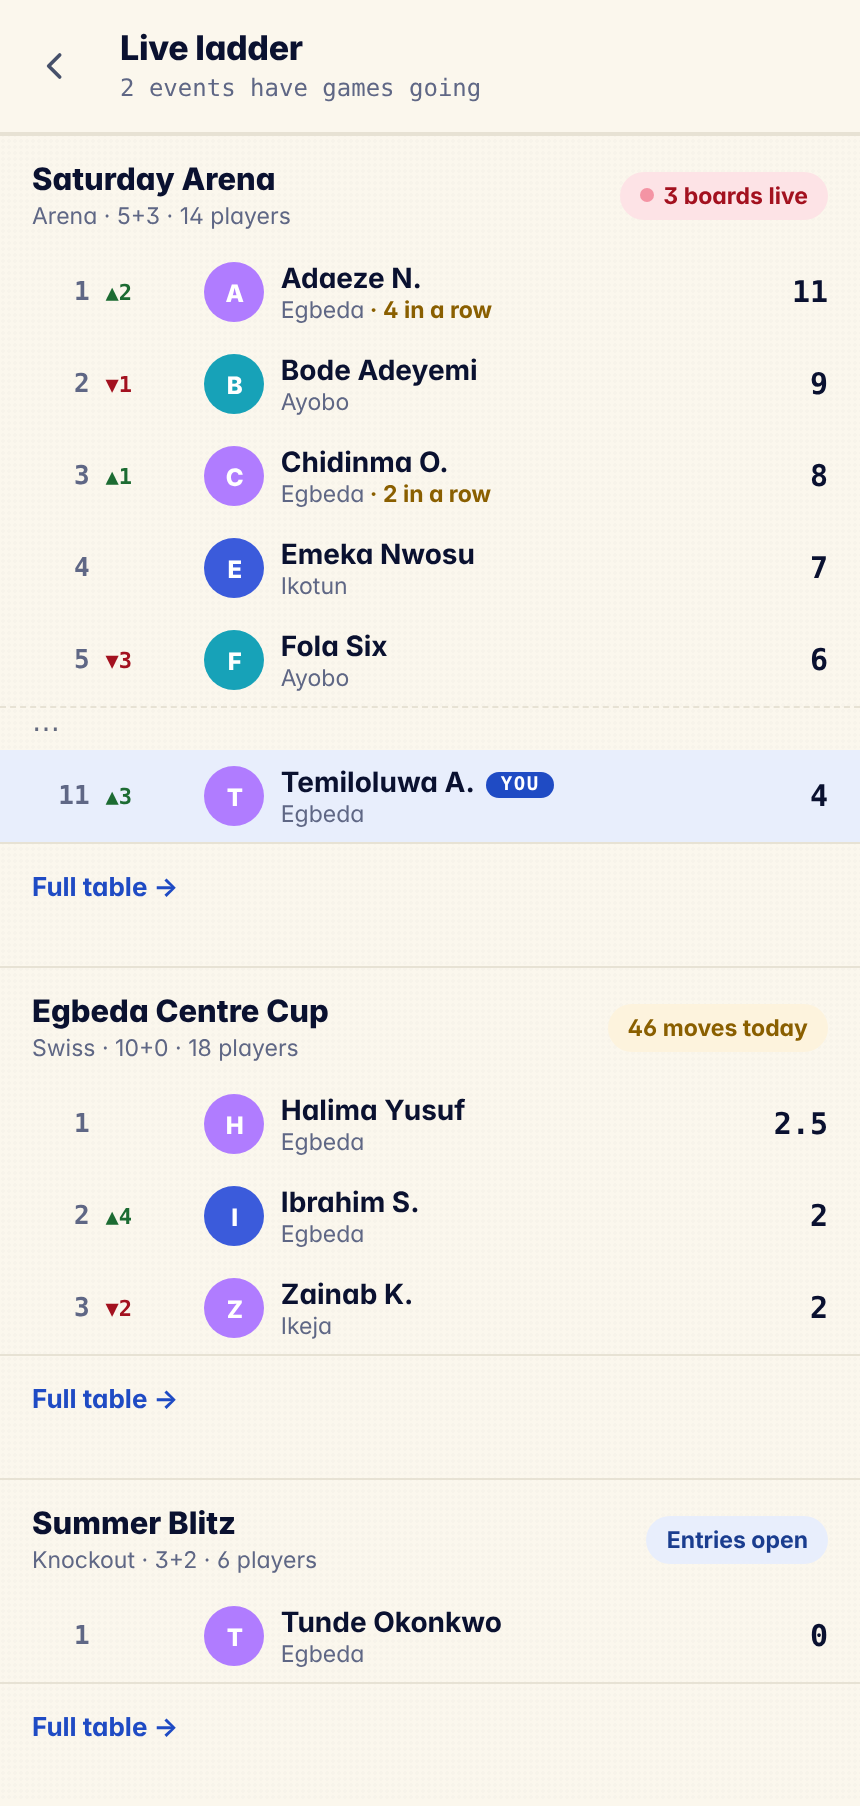 Live ladder
2 events have games going
Saturday Arena
Arena · 5+3 · 14 players
3 boards live
1 ▲2 A Adaeze N. 11
Egbeda · 4 in a row
2 ▼1 B Bode Adeyemi 9
Ayobo
3 ▲1 C Chidinma O. 8
Egbeda · 2 in a row
4 E Emeka Nwosu 7
Ikotun
5 ▼3 F Fola Six 6
Ayobo
...
11 ▲3 T Temiloluwa A. YOU 4
Egbeda
Full table →
Egbeda Centre Cup
Swiss · 10+0 · 18 players
46 moves today
1 H Halima Yusuf 2.5
Egbeda
2 ▲4 I Ibrahim S. 2
Egbeda
3 ▼2 Z Zainab K. 2
Ikeja
Full table →
Summer Blitz
Knockout · 3+2 · 6 players
Entries open
1 T Tunde Okonkwo 0
Egbeda
Full table →